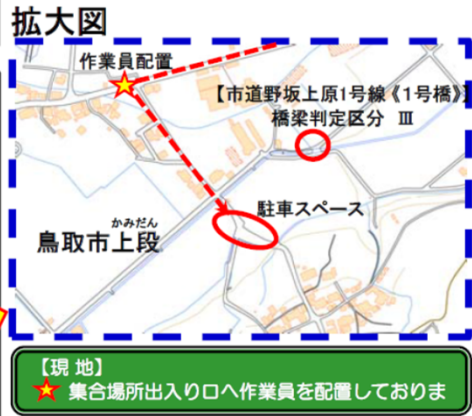 拡大図
作業員配置
【市道野坂上原1号線《1号橋》】
橋梁判定区分 Ⅲ
駐車スペース
かみだん
鳥取市上段
【現 地】
集合場所出入り口へ作業員を配置しておりま